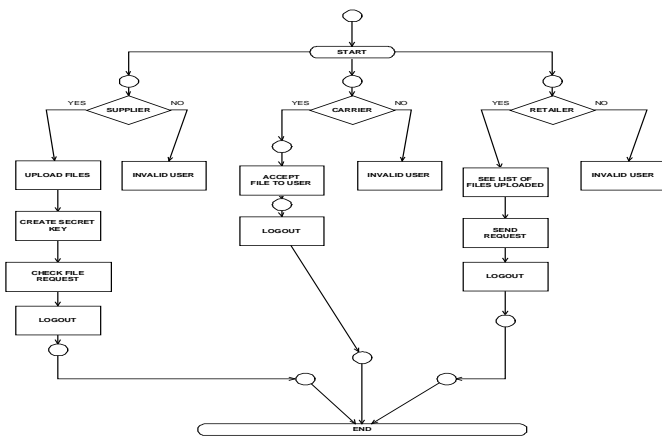 START
SUPPLIER
YES
NO
CARRIER
YES
NO
RETAILER
YES
NO
UPLOAD FILES
INVALID USER
ACCEPT
FILE TO USER
INVALID USER
SEE LIST OF
FILES UPLOADED
INVALID USER
CREATE SECRET
KEY
LOGOUT
SEND
REQUEST
CHECK FILE
REQUEST
LOGOUT
LOGOUT
END